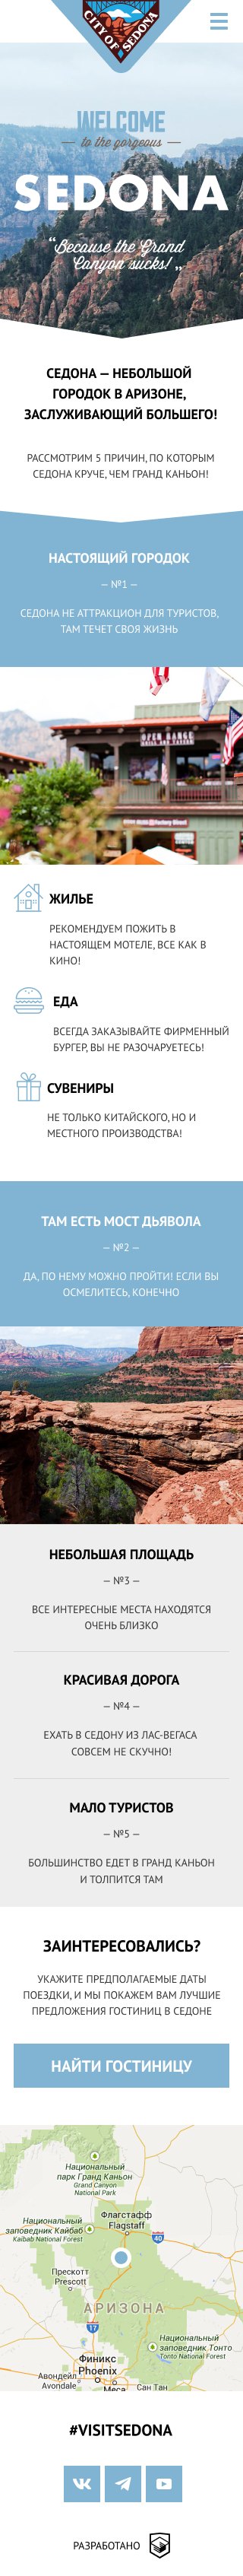 CITY OF
SEDONA
WELCOME
to the gorgeous
SEDONA
“Because the Grand
Canyon sucks!”
СЕДОНА — НЕБОЛЬШОЙ
ГОРОДОК В АРИЗОНЕ,
ЗАСЛУЖИВАЮЩИЙ БОЛЬШЕГО!
РАССМОТРИМ 5 ПРИЧИН, ПО КОТОРЫМ
СЕДОНА КРУЧЕ, ЧЕМ ГРАНД КАНЬОН!
НАСТОЯЩИЙ ГОРОДОК
— №1 —
СЕДОНА НЕ АТТРАКЦИОН ДЛЯ ТУРИСТОВ,
ТАМ ТЕЧЕТ СВОЯ ЖИЗНЬ
OPEN RANGE
ЖИЛЬЕ
РЕКОМЕНДУЕМ ПОЖИТЬ В
НАСТОЯЩЕМ МОТЕЛЕ, ВСЕ КАК В
КИНО!
ЕДА
ВСЕГДА ЗАКАЗЫВАЙТЕ ФИРМЕННЫЙ
БУРГЕР, ВЫ НЕ РАЗОЧАРУЕТЕСЬ!
СУВЕНИРЫ
НЕ ТОЛЬКО КИТАЙСКОГО, НО И
МЕСТНОГО ПРОИЗВОДСТВА!
ТАМ ЕСТЬ МОСТ ДЬЯВОЛА
— №2 —
ДА, ПО НЕМУ МОЖНО ПРОЙТИ! ЕСЛИ ВЫ
ОСМЕЛИТЕСЬ, КОНЕЧНО
НЕБОЛЬШАЯ ПЛОЩАДЬ
— №3 —
ВСЕ ИНТЕРЕСНЫЕ МЕСТА НАХОДЯТСЯ
ОЧЕНЬ БЛИЗКО
КРАСИВАЯ ДОРОГА
— №4 —
ЕХАТЬ В СЕДОНУ ИЗ ЛАС-ВЕГАСА
СОВСЕМ НЕ СКУЧНО!
МАЛО ТУРИСТОВ
— №5 —
БОЛЬШИНСТВО ЕДЕТ В ГРАНД КАНЬОН
И ТОЛПИТСЯ ТАМ
ЗАИНТЕРЕСОВАЛИСЬ?
УКАЖИТЕ ПРЕДПОЛАГАЕМЫЕ ДАТЫ
ПОЕЗДКИ, И МЫ ПОКАЖЕМ ВАМ ЛУЧШИЕ
ПРЕДЛОЖЕНИЯ ГОСТИНИЦ В СЕДОНЕ
НАЙТИ ГОСТИНИЦУ
Национальный
парк Гранд Каньон
Grand Canyon
National Park
Национальный
заповедник Кайбаб
Kaibab National Forest
Флагстафф
Flagstaff
40
Прескотт
Prescott
АРИЗОНА
17
Национальный
заповедник Тонто
Tonto National Forest
Финикс
Phoenix
Авондейл
Avondale
Меса
Сан Тан
#VISITSEDONA
РАЗРАБОТАНО